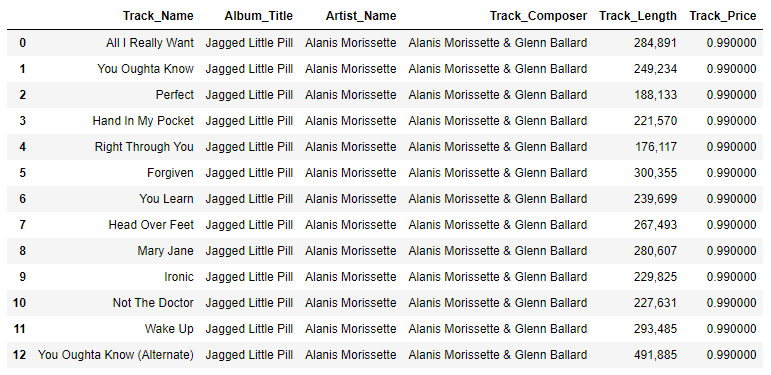 Track_Name Album_Title Artist_Name Track_Composer Track_Length Track_Price
0 All I Really Want Jagged Little Pill Alanis Morissette Alanis Morissette & Glenn Ballard 284,891 0.990000
1 You Oughta Know Jagged Little Pill Alanis Morissette Alanis Morissette & Glenn Ballard 249,234 0.990000
2 Perfect Jagged Little Pill Alanis Morissette Alanis Morissette & Glenn Ballard 188,133 0.990000
3 Hand In My Pocket Jagged Little Pill Alanis Morissette Alanis Morissette & Glenn Ballard 221,570 0.990000
4 Right Through You Jagged Little Pill Alanis Morissette Alanis Morissette & Glenn Ballard 176,117 0.990000
5 Forgiven Jagged Little Pill Alanis Morissette Alanis Morissette & Glenn Ballard 300,355 0.990000
6 You Learn Jagged Little Pill Alanis Morissette Alanis Morissette & Glenn Ballard 239,699 0.990000
7 Head Over Feet Jagged Little Pill Alanis Morissette Alanis Morissette & Glenn Ballard 267,493 0.990000
8 Mary Jane Jagged Little Pill Alanis Morissette Alanis Morissette & Glenn Ballard 280,607 0.990000
9 Ironic Jagged Little Pill Alanis Morissette Alanis Morissette & Glenn Ballard 229,825 0.990000
10 Not The Doctor Jagged Little Pill Alanis Morissette Alanis Morissette & Glenn Ballard 227,631 0.990000
11 Wake Up Jagged Little Pill Alanis Morissette Alanis Morissette & Glenn Ballard 293,485 0.990000
12 You Oughta Know (Alternate) Jagged Little Pill Alanis Morissette Alanis Morissette & Glenn Ballard 491,885 0.990000